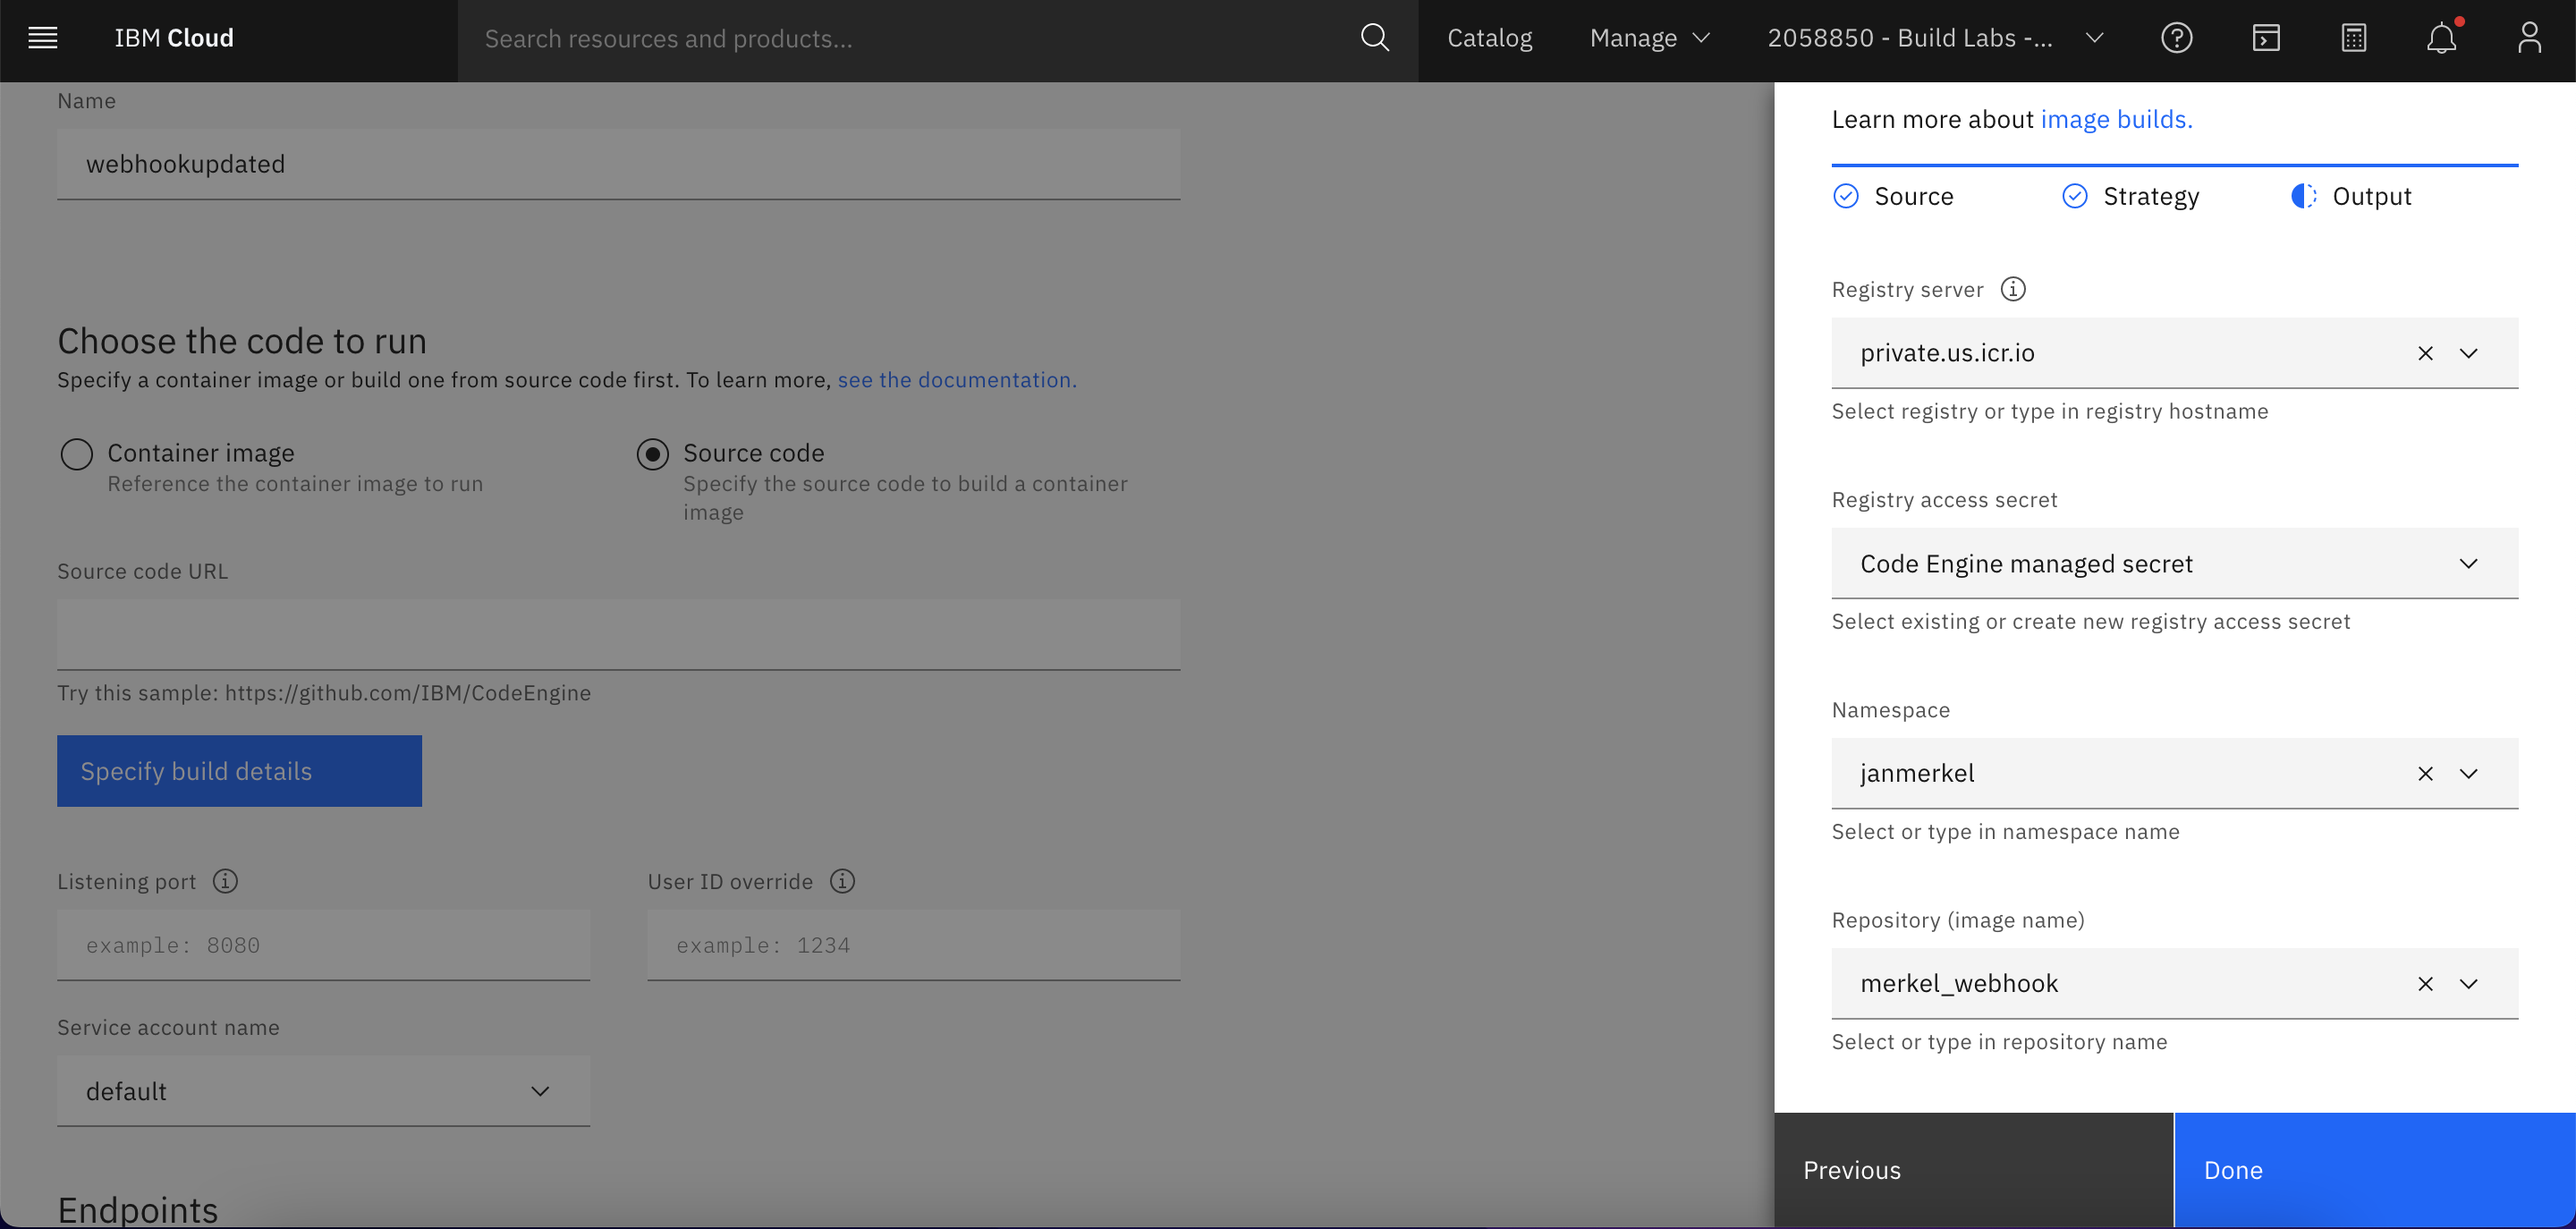 IBM Cloud
Search resources and products...
Catalog
Manage
2058850 - Build Labs -...
Name
webhookupdated
Choose the code to run
Specify a container image or build one from source code first. To learn more, see the documentation.
Container image
Reference the container image to run
Source code
Specify the source code to build a container
image
Source code URL
Try this sample: https://github.com/IBM/CodeEngine
Specify build details
Listening port
User ID override
example: 8080
example: 1234
Service account name
default
Endpoints
Learn more about image builds.
Source
Strategy
Output
Registry server
private.us.icr.io
Select registry or type in registry hostname
Registry access secret
Code Engine managed secret
Select existing or create new registry access secret
Namespace
janmerkel
Select or type in namespace name
Repository (image name)
merkel_webhook
Select or type in repository name
Previous
Done